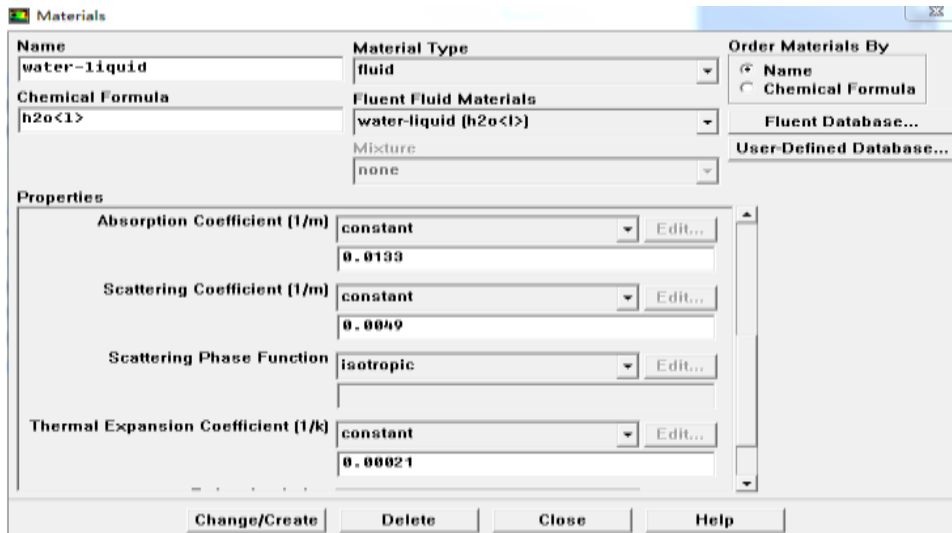 Materials
Name
water-liquid
Material Type
fluid
Order Materials By
Name
Chemical Formula
Chemical Formula
h2o<l>
Fluent Fluid Materials
water-liquid (h2o<l>)
Fluent Database...
User-Defined Database...
Mixture
none
Properties
Absorption Coefficient (1/m) constant Edit...
0.0133
Scattering Coefficient (1/m) constant Edit...
0.0049
Scattering Phase Function isotropic Edit...
Thermal Expansion Coefficient (1/k) constant Edit...
0.00021
Change/Create Delete Close Help